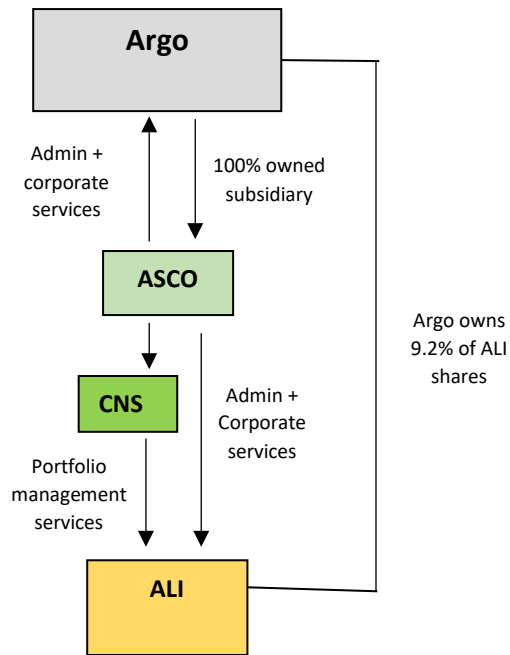 Argo
Admin +
corporate
services
100% owned
subsidiary
ASCO
Argo owns
9.2% of ALI
shares
CNS
Admin +
Corporate
services
Portfolio
management
services
ALI